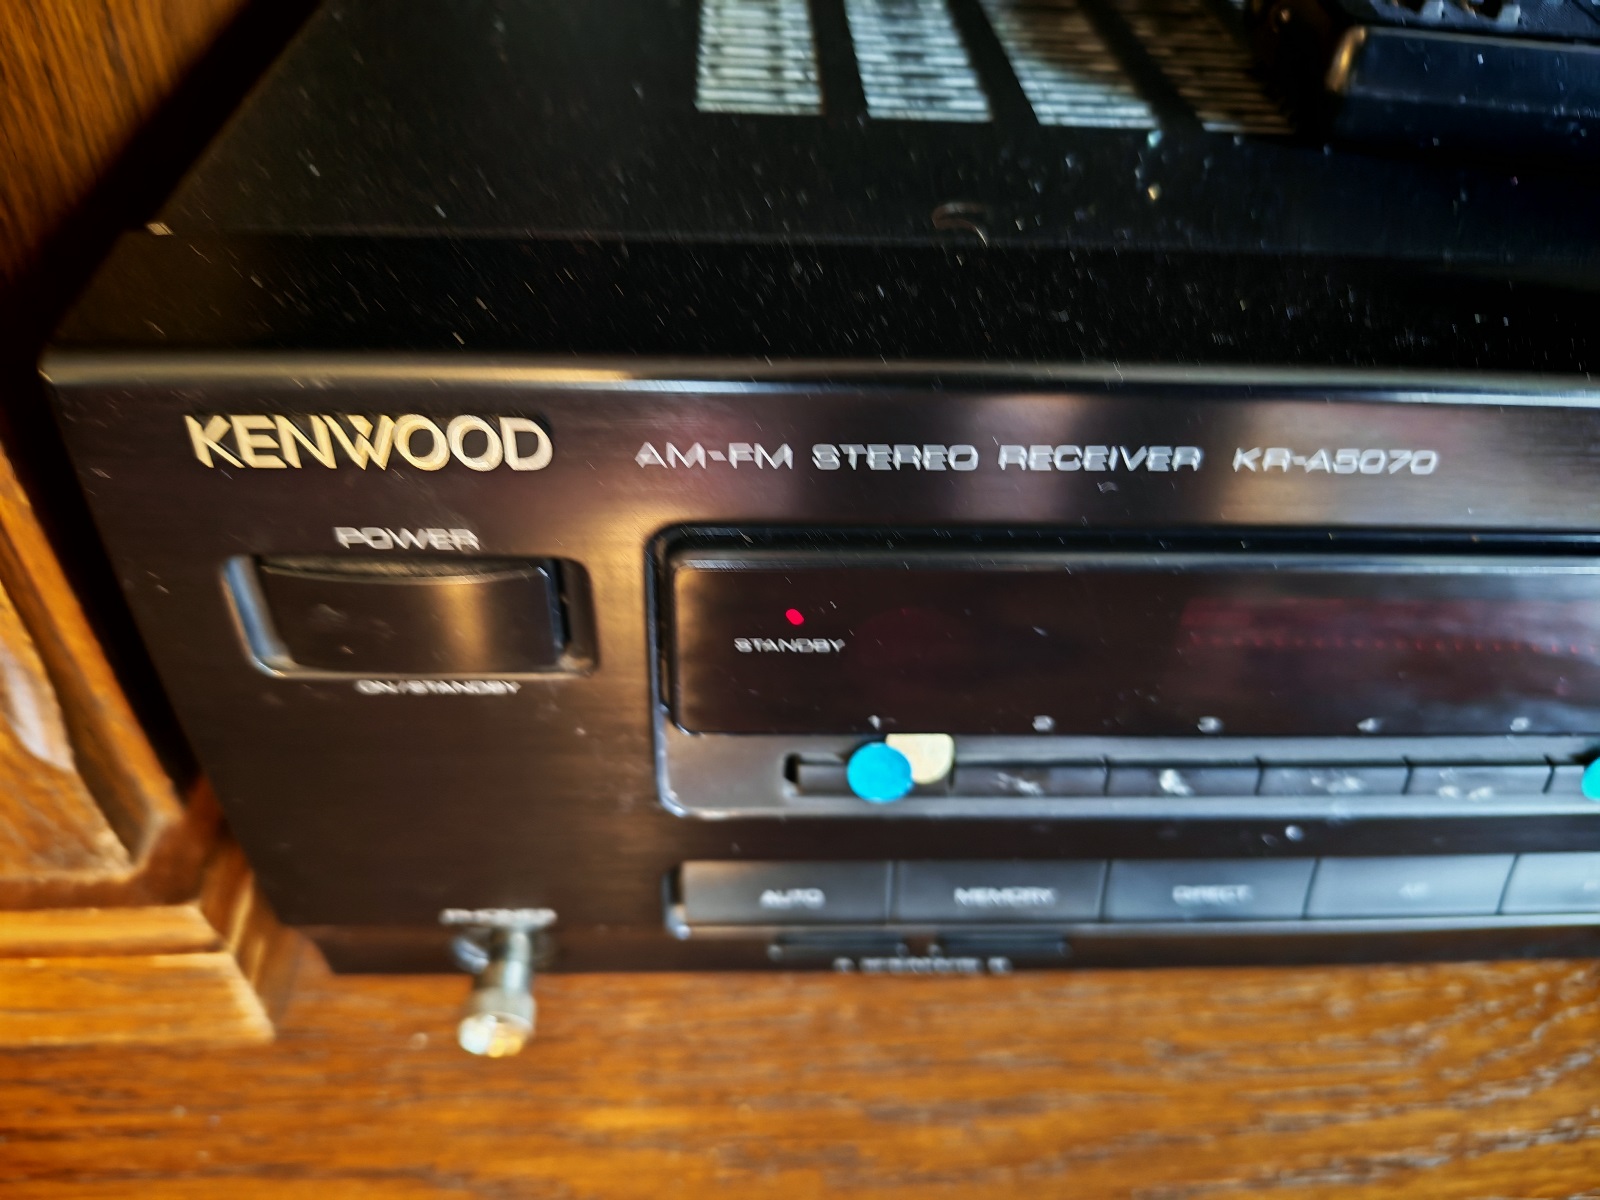 KENWOOD AM-FM STEREO RECEIVER KR-A5070
POWER
STANDBY
ON/STANDBY
1 2 3 4 5
AUTO MEMORY DIRECT
PHONES